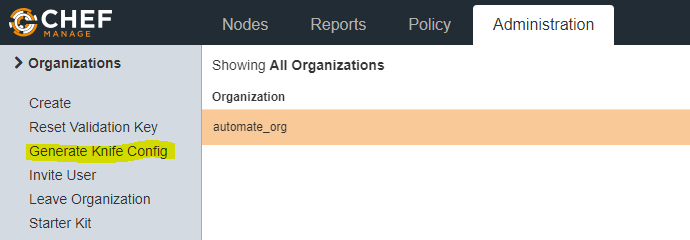 CHEF
MANAGE
Nodes Reports Policy Administration
Organizations
Create
Reset Validation Key
Generate Knife Config
Invite User
Leave Organization
Starter Kit
Showing All Organizations
Organization
automate_org